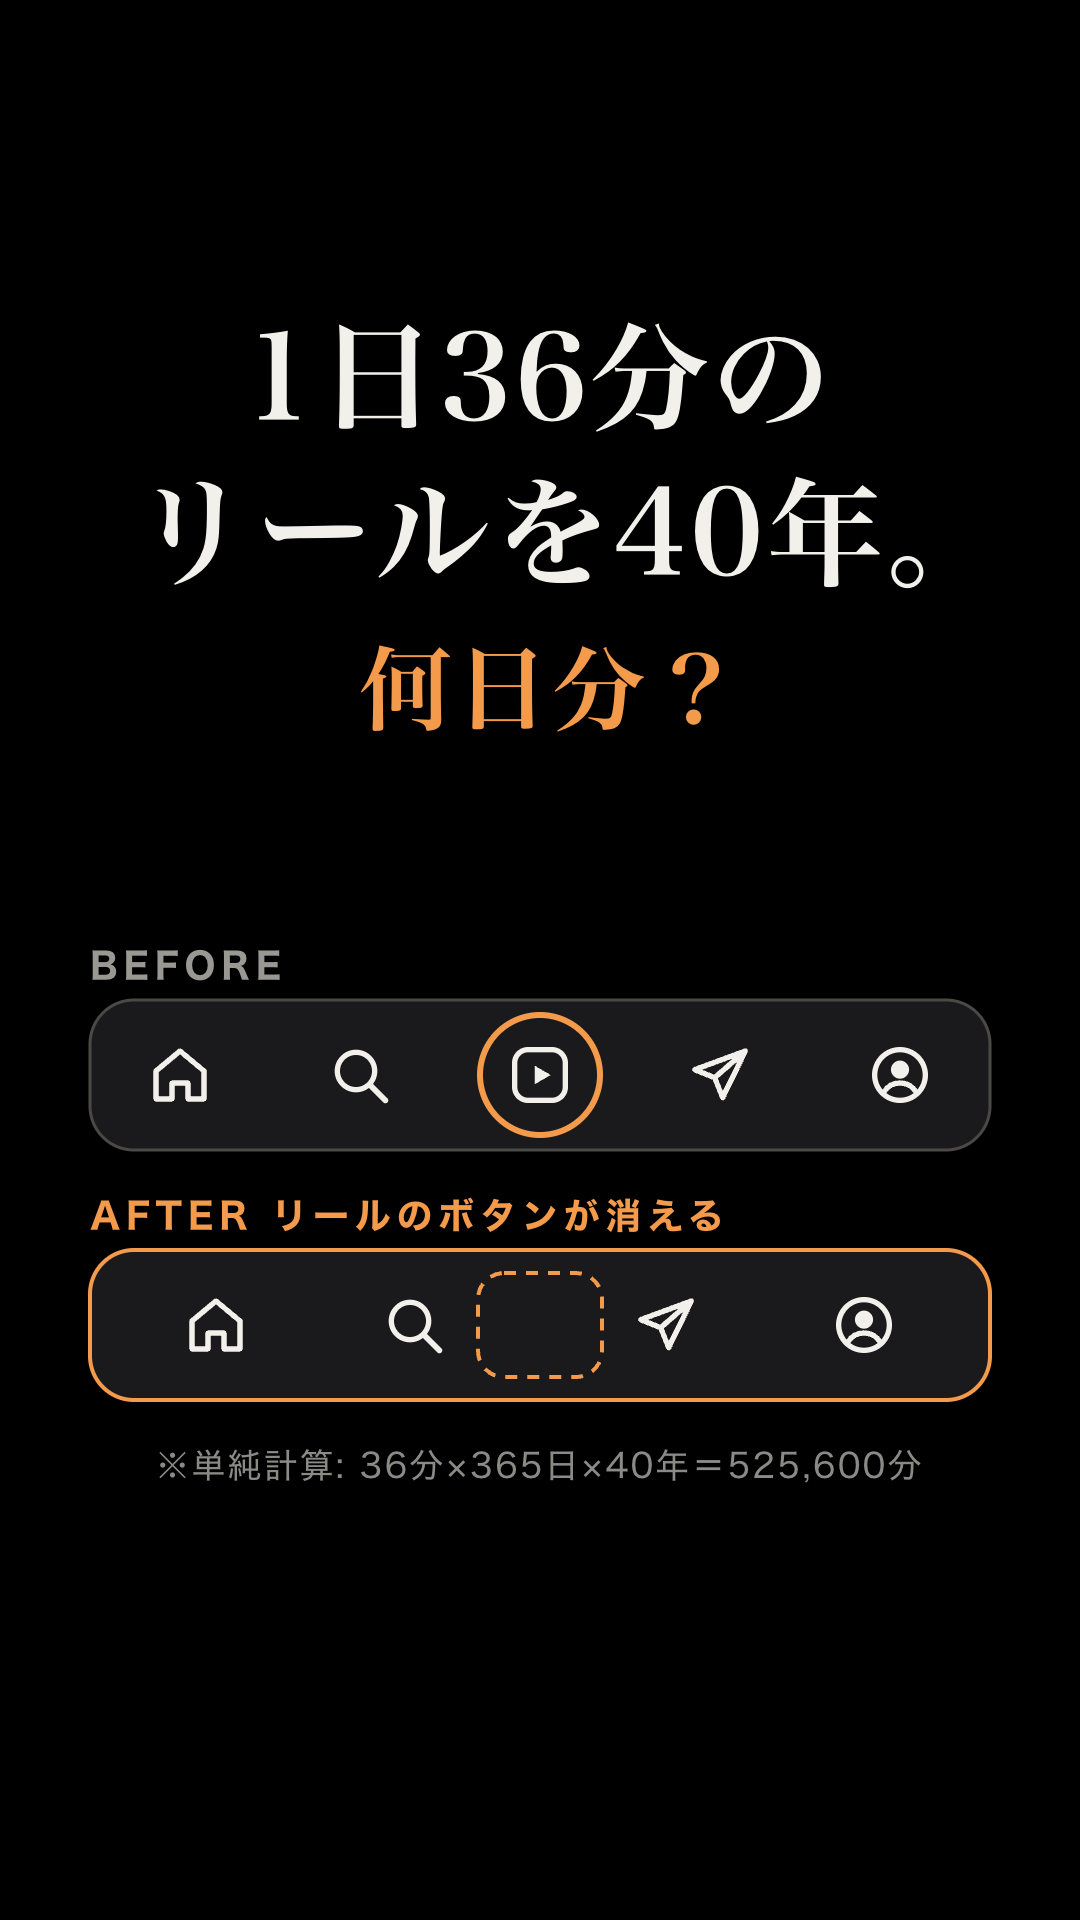 1日36分の
リールを40年。
何日分？
BEFORE
AFTER リールのボタンが消える
※単純計算: 36分×365日×40年＝525,600分